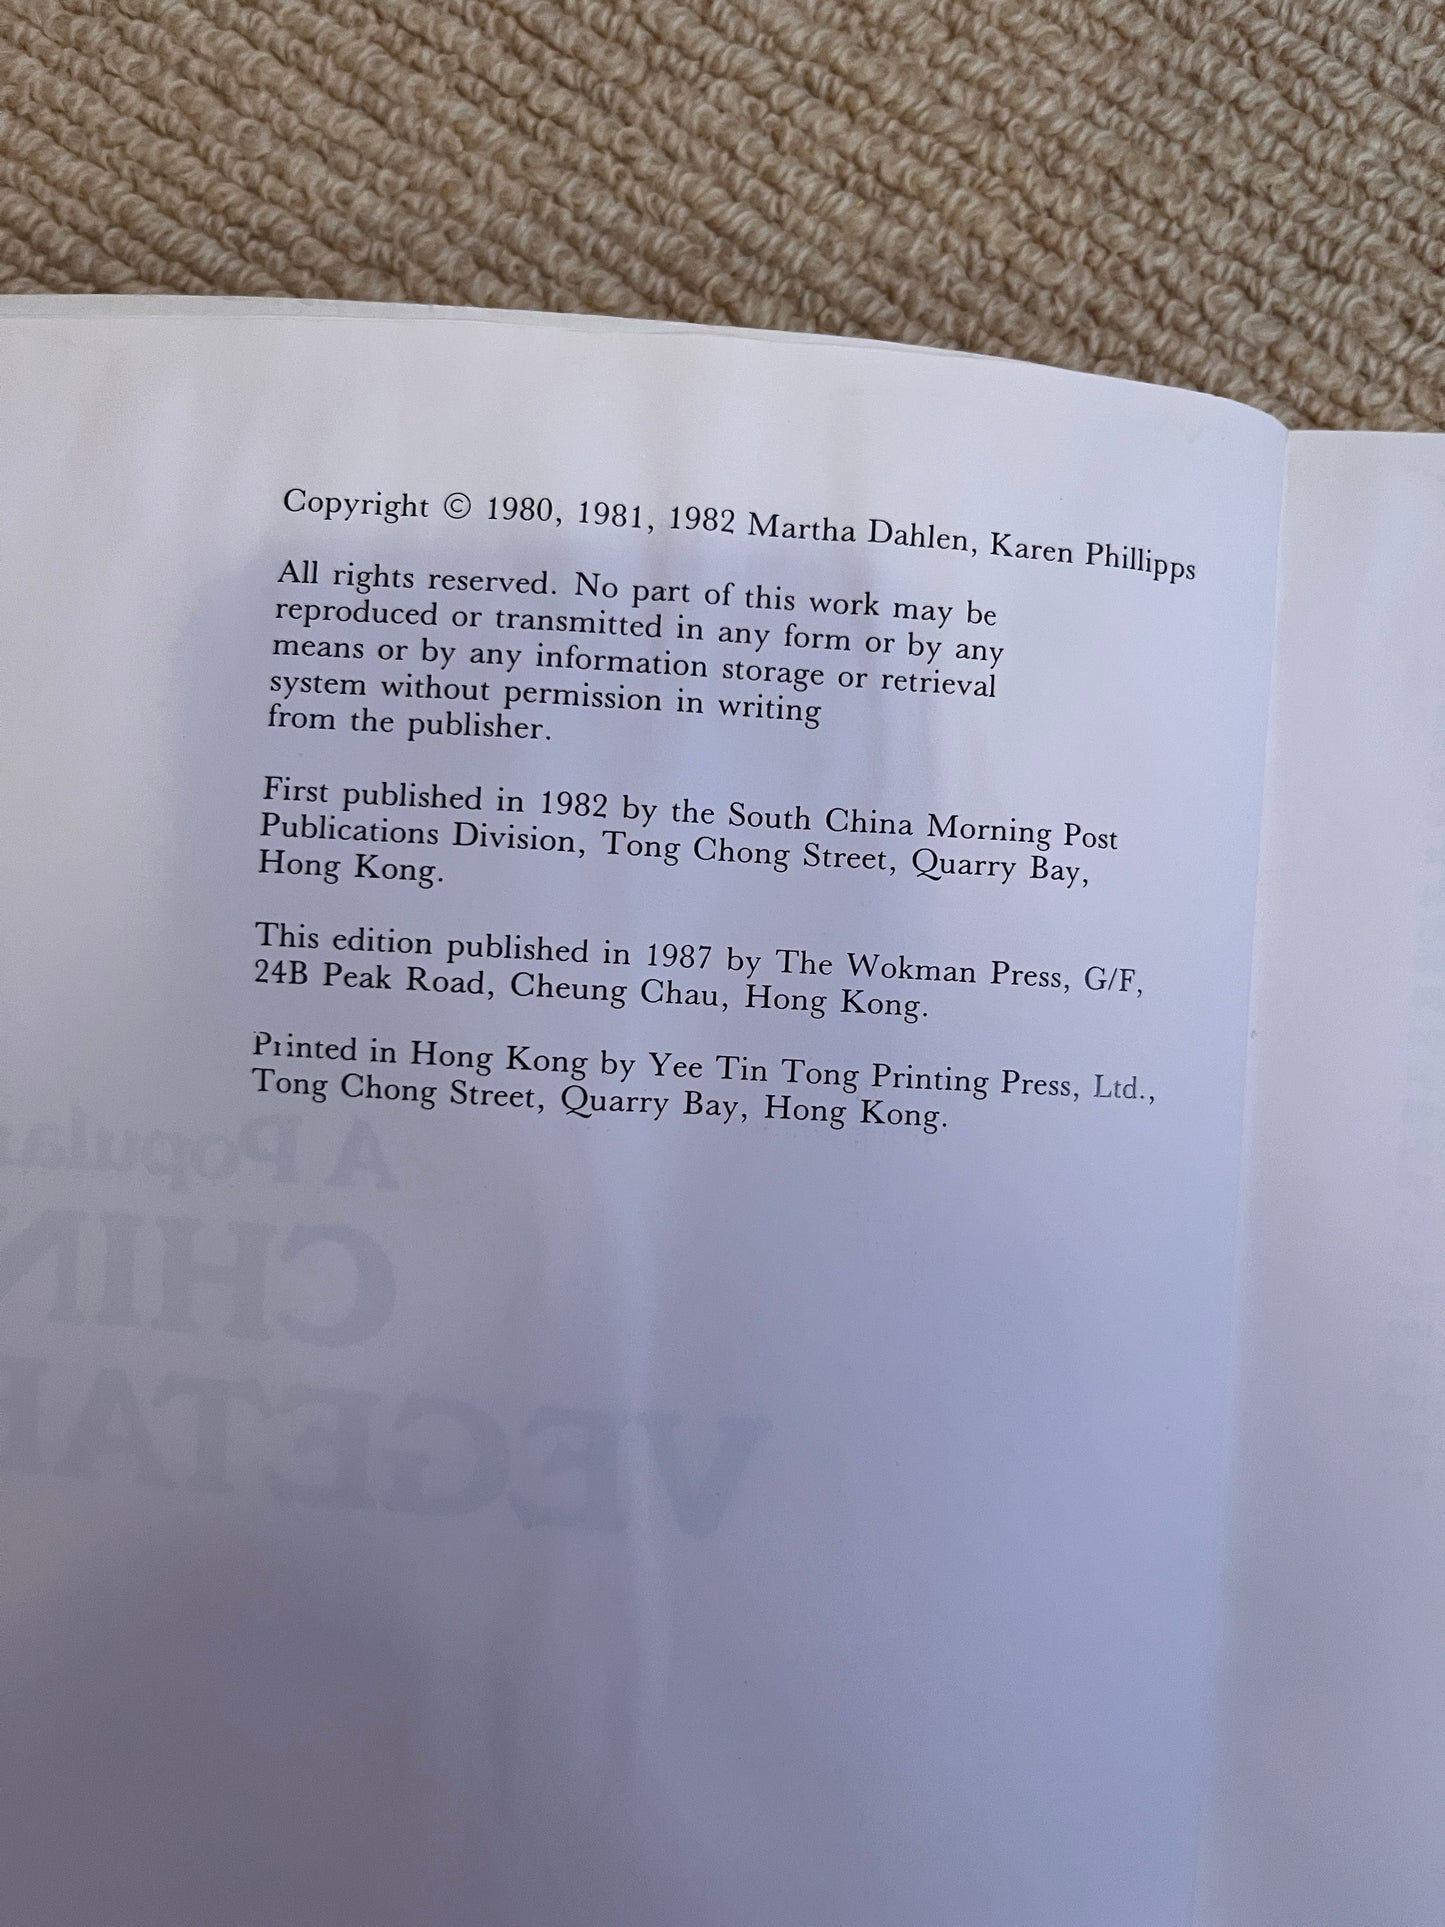 Copyright © 1980, 1981, 1982 Martha Dahlen, Karen Phillipps
All rights reserved. No part of this work may be
reproduced or transmitted in any form or by any
means or by any information storage or retrieval
system without permission in writing
from the publisher.
First published in 1982 by the South China Morning Post
Publications Division, Tong Chong Street, Quarry Bay,
Hong Kong.
This edition published in 1987 by The Wokman Press, G/F,
24B Peak Road, Cheung Chau, Hong Kong.
Printed in Hong Kong by Yee Tin Tong Printing Press, Ltd.,
Tong Chong Street, Quarry Bay, Hong Kong.
A Popular
CHIN
VEGETAB